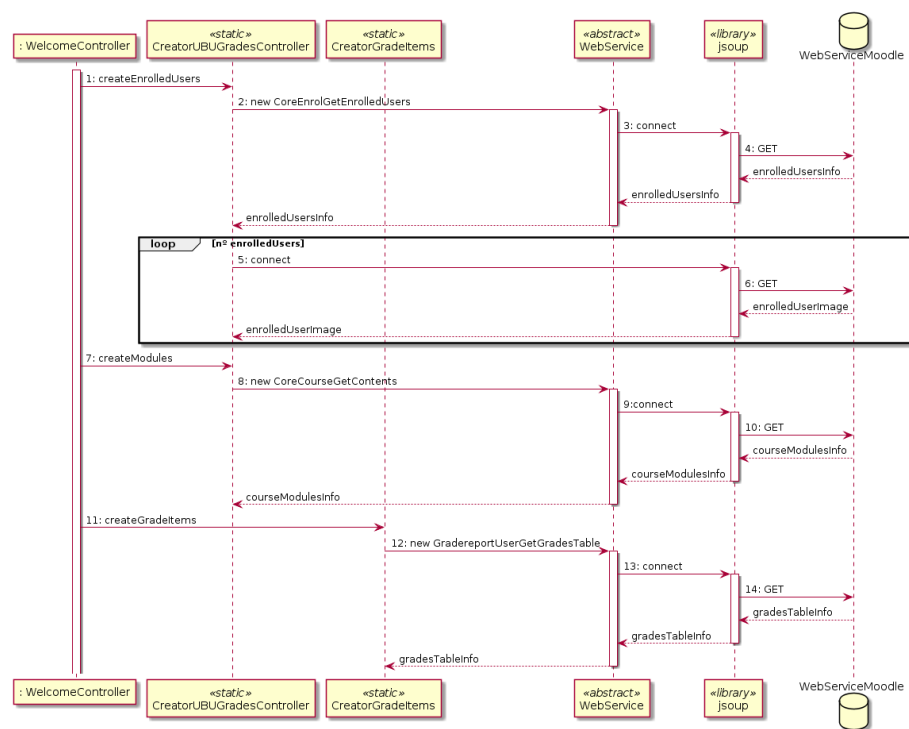 : WelcomeController
«static»
CreatorUBUGradesController
«static»
CreatorGradeItems
«abstract»
WebService
«library»
jsoup
WebServiceMoodle
1: createEnrolledUsers
2: new CoreEnrolGetEnrolledUsers
3: connect
4: GET
enrolledUsersInfo
enrolledUsersInfo
enrolledUsersInfo
loop [nº enrolledUsers]
5: connect
6: GET
enrolledUserImage
enrolledUserImage
7: createModules
8: new CoreCourseGetContents
9:connect
10: GET
courseModulesInfo
courseModulesInfo
courseModulesInfo
11: createGradeItems
12: new GradereportUserGetGradesTable
13: connect
14: GET
gradesTableInfo
gradesTableInfo
gradesTableInfo
: WelcomeController
«static»
CreatorUBUGradesController
«static»
CreatorGradeItems
«abstract»
WebService
«library»
jsoup
WebServiceMoodle